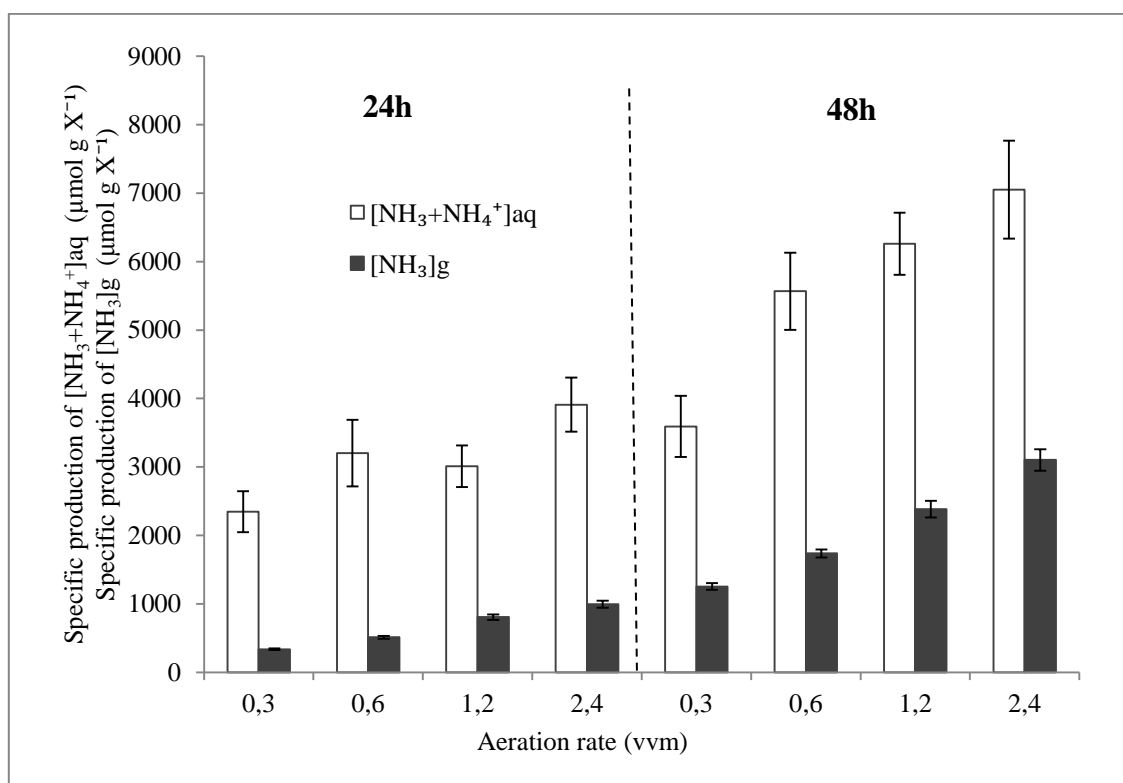 Specific production of [NH₃+NH₄⁺]aq (µmol g X⁻¹)
Specific production of [NH₃]g (µmol g X⁻¹)
9000
8000
7000
6000
5000
4000
3000
2000
1000
0
24h
48h
[NH₃+NH₄⁺]aq
[NH₃]g
0,3 0,6 1,2 2,4 0,3 0,6 1,2 2,4
Aeration rate (vvm)